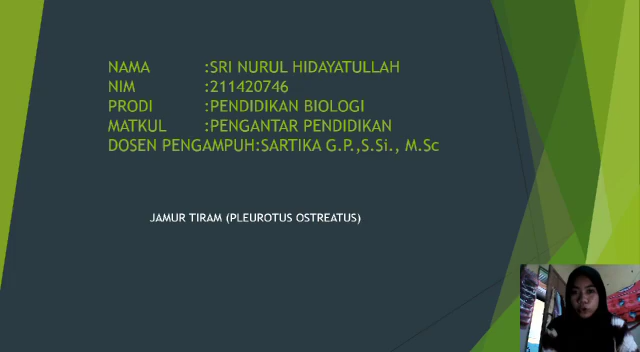 NAMA :SRI NURUL HIDAYATULLAH
NIM :211420746
PRODI :PENDIDIKAN BIOLOGI
MATKUL :PENGANTAR PENDIDIKAN
DOSEN PENGAMPUH:SARTIKA G.P.,S.Si., M.Sc
JAMUR TIRAM (PLEUROTUS OSTREATUS)